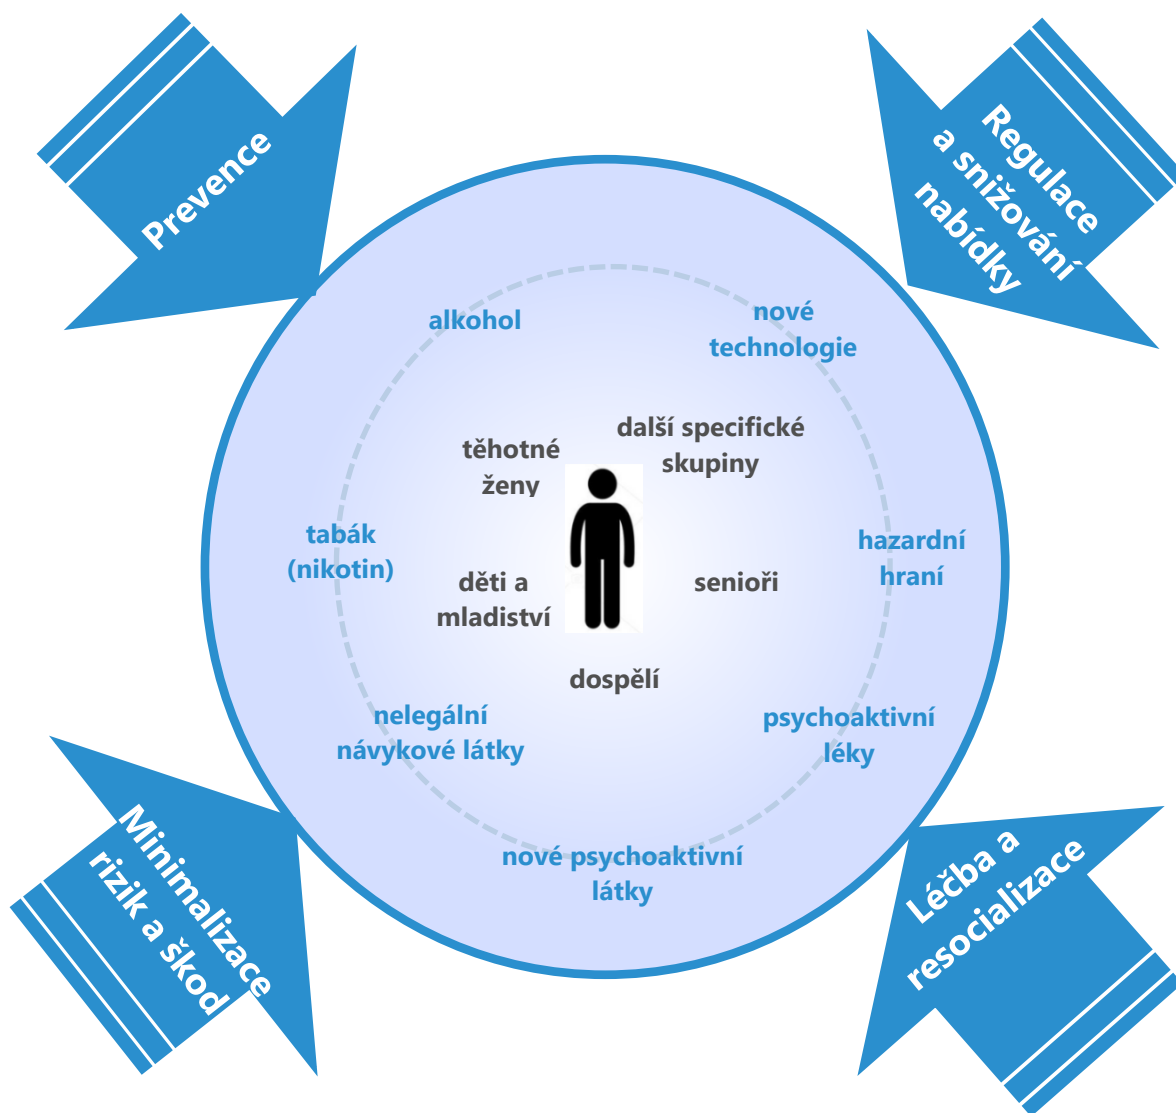 Prevence
Regulace
a snižování
nabídky
alkohol
nové
technologie
těhotné
ženy
další specifické
skupiny
tabák
(nikotin)
hazardní
hraní
děti a
mladiství
senioři
dospělí
nelegální
návykové látky
psychoaktivní
léky
nové psychoaktivní
látky
Minimalizace
rizik a škod
Léčba a
resocializace